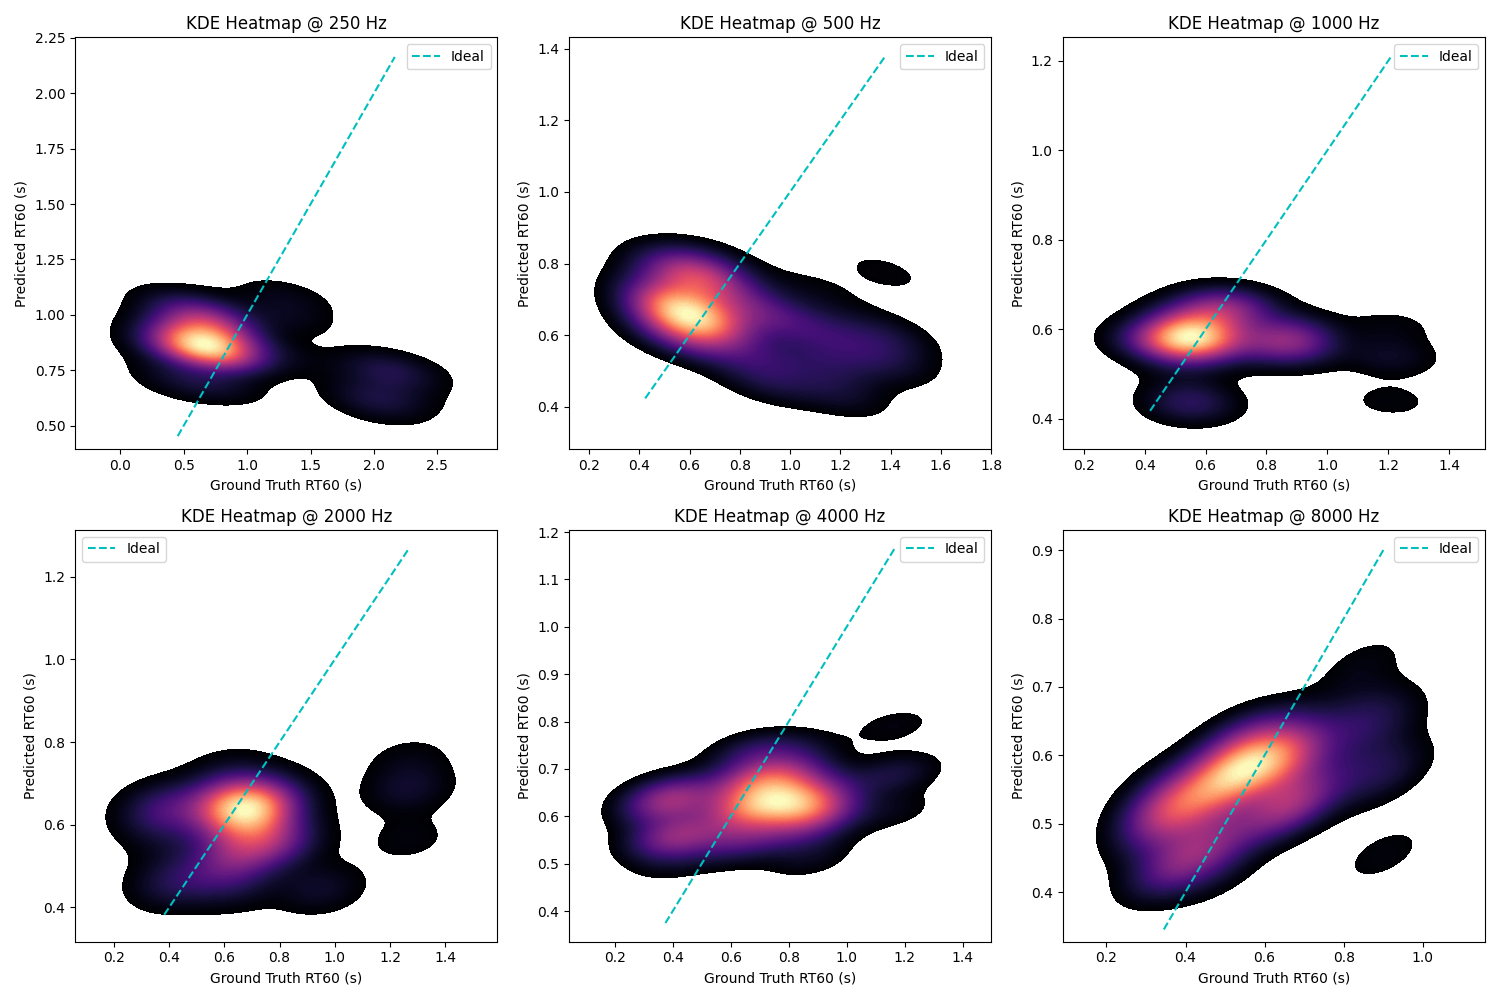 KDE Heatmap @ 250 Hz
Ideal
2.25
2.00
1.75
1.50
1.25
1.00
0.75
0.50
Predicted RT60 (s)
0.0 0.5 1.0 1.5 2.0 2.5
Ground Truth RT60 (s)
KDE Heatmap @ 500 Hz
Ideal
1.4
1.2
1.0
0.8
0.6
0.4
Predicted RT60 (s)
0.2 0.4 0.6 0.8 1.0 1.2 1.4 1.6 1.8
Ground Truth RT60 (s)
KDE Heatmap @ 1000 Hz
Ideal
1.2
1.0
0.8
0.6
0.4
Predicted RT60 (s)
0.2 0.4 0.6 0.8 1.0 1.2 1.4
Ground Truth RT60 (s)
KDE Heatmap @ 2000 Hz
Ideal
1.2
1.0
0.8
0.6
0.4
Predicted RT60 (s)
0.2 0.4 0.6 0.8 1.0 1.2 1.4
Ground Truth RT60 (s)
KDE Heatmap @ 4000 Hz
Ideal
1.2
1.1
1.0
0.9
0.8
0.7
0.6
0.5
0.4
Predicted RT60 (s)
0.2 0.4 0.6 0.8 1.0 1.2 1.4
Ground Truth RT60 (s)
KDE Heatmap @ 8000 Hz
Ideal
0.9
0.8
0.7
0.6
0.5
0.4
Predicted RT60 (s)
0.2 0.4 0.6 0.8 1.0
Ground Truth RT60 (s)